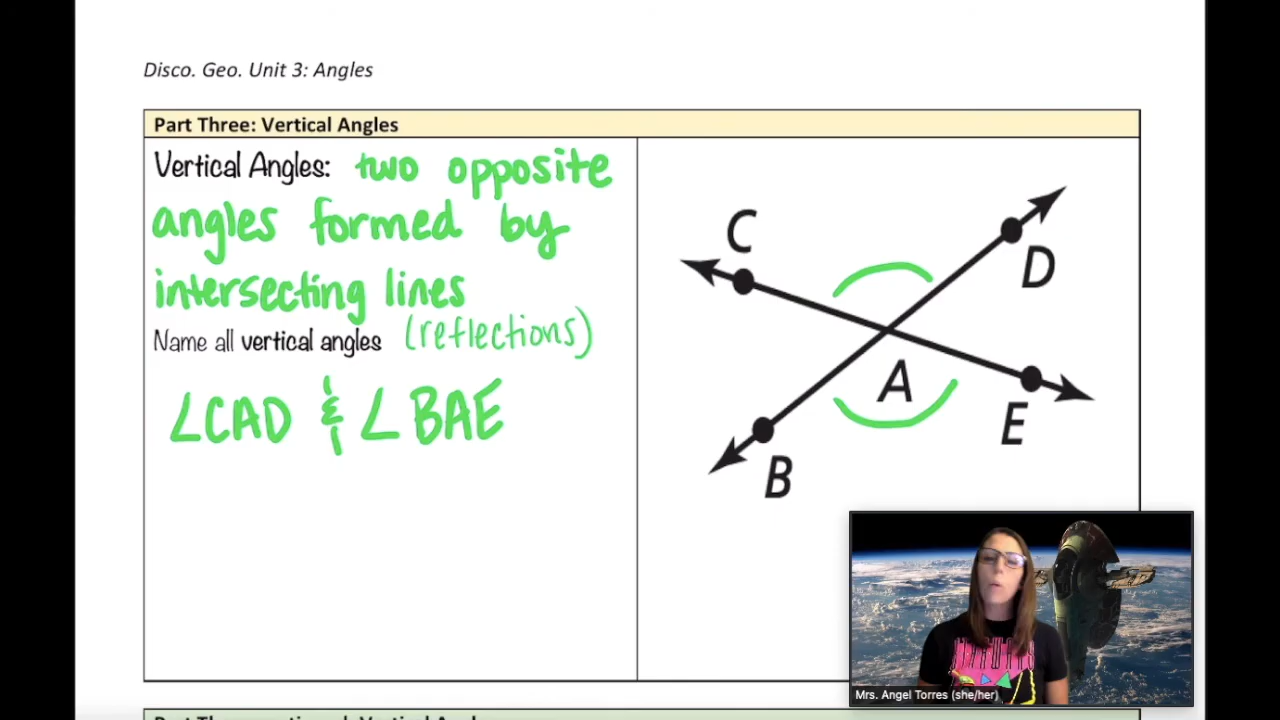 Disco. Geo. Unit 3: Angles
Part Three: Vertical Angles
Vertical Angles: two opposite
angles formed by
intersecting lines
Name all vertical angles (reflections)
∠CAD & ∠BAE
C
D
A
E
B
Mrs. Angel Torres (she/her)